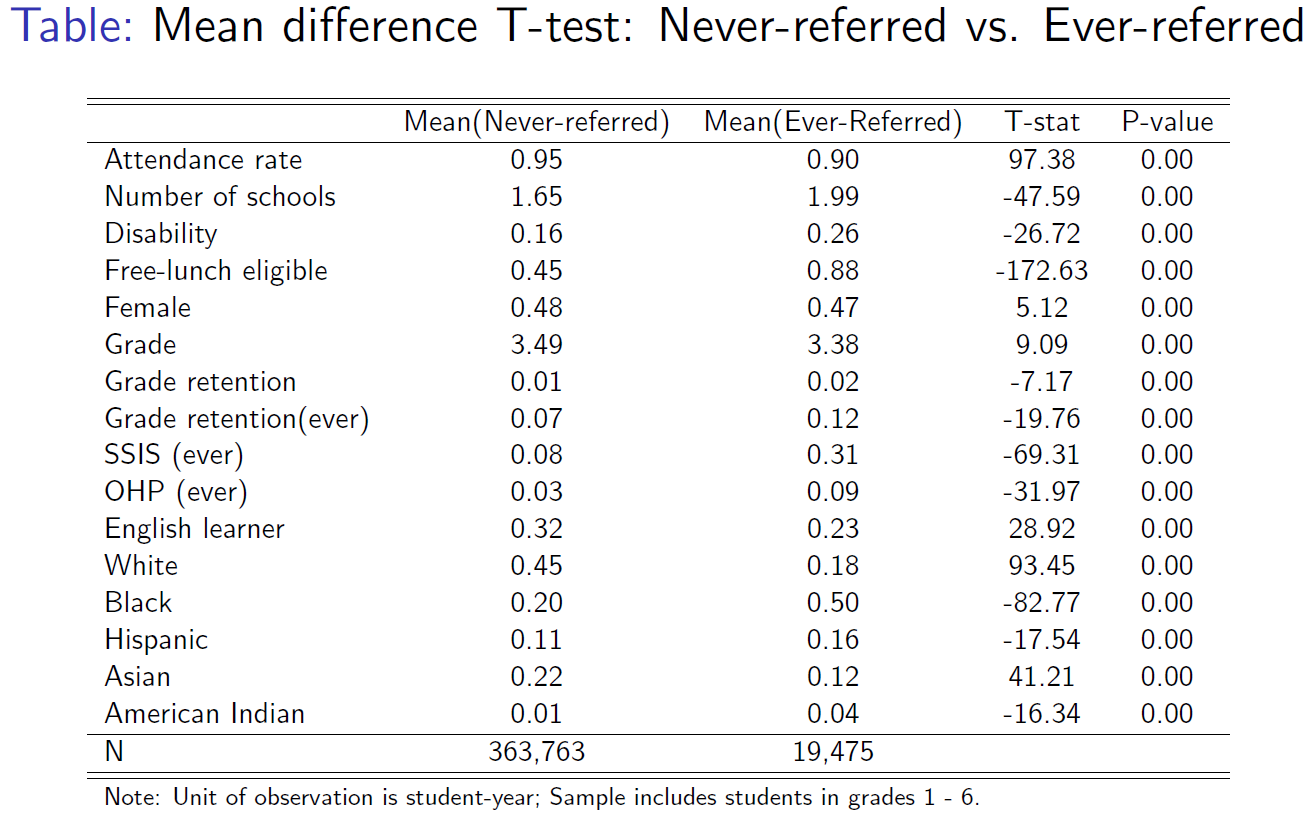 Table: Mean difference T-test: Never-referred vs. Ever-referred
Mean(Never-referred) Mean(Ever-Referred) T-stat P-value
Attendance rate 0.95 0.90 97.38 0.00
Number of schools 1.65 1.99 -47.59 0.00
Disability 0.16 0.26 -26.72 0.00
Free-lunch eligible 0.45 0.88 -172.63 0.00
Female 0.48 0.47 5.12 0.00
Grade 3.49 3.38 9.09 0.00
Grade retention 0.01 0.02 -7.17 0.00
Grade retention(ever) 0.07 0.12 -19.76 0.00
SSIS (ever) 0.08 0.31 -69.31 0.00
OHP (ever) 0.03 0.09 -31.97 0.00
English learner 0.32 0.23 28.92 0.00
White 0.45 0.18 93.45 0.00
Black 0.20 0.50 -82.77 0.00
Hispanic 0.11 0.16 -17.54 0.00
Asian 0.22 0.12 41.21 0.00
American Indian 0.01 0.04 -16.34 0.00
N 363,763 19,475
Note: Unit of observation is student-year; Sample includes students in grades 1 - 6.